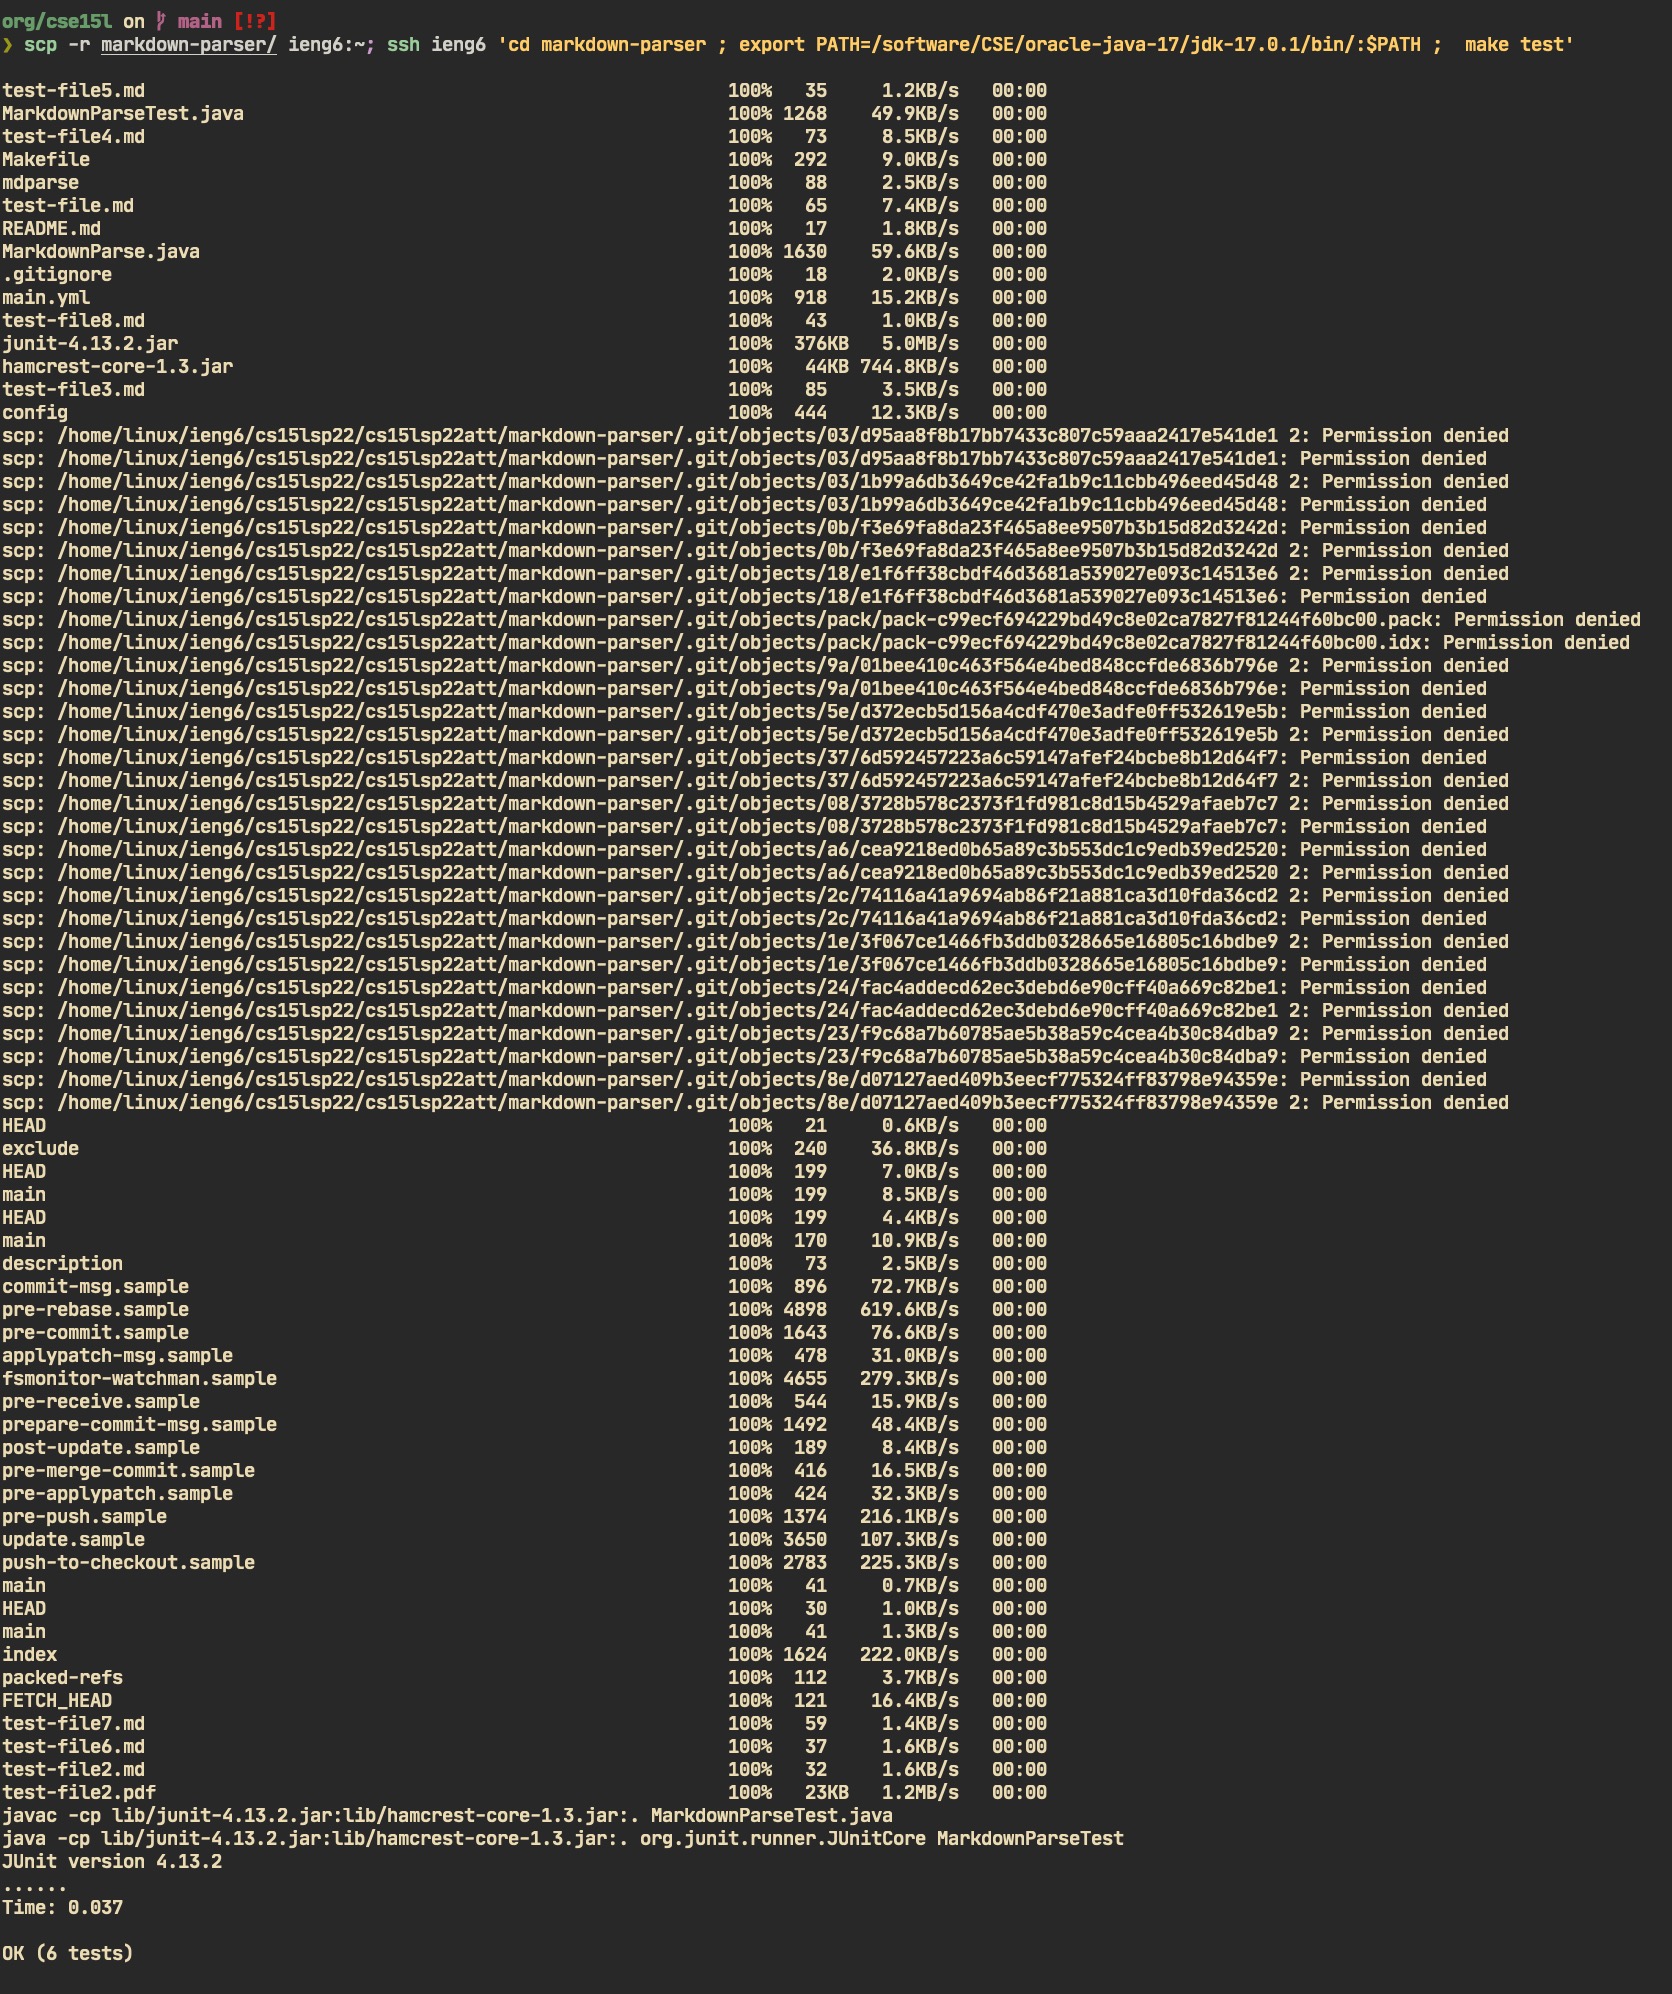 org/cse15l on main [!?]
❯ scp -r markdown-parser/ ieng6:~; ssh ieng6 'cd markdown-parser ; export PATH=/software/CSE/oracle-java-17/jdk-17.0.1/bin/:$PATH ;  make test'
test-file5.md 100% 35 1.2KB/s 00:00
MarkdownParseTest.java 100% 1268 49.9KB/s 00:00
test-file4.md 100% 73 8.5KB/s 00:00
Makefile 100% 292 9.0KB/s 00:00
mdparse 100% 88 2.5KB/s 00:00
test-file.md 100% 65 7.4KB/s 00:00
README.md 100% 17 1.8KB/s 00:00
MarkdownParse.java 100% 1630 59.6KB/s 00:00
.gitignore 100% 18 2.0KB/s 00:00
main.yml 100% 918 15.2KB/s 00:00
test-file8.md 100% 43 1.0KB/s 00:00
junit-4.13.2.jar 100% 376KB 5.0MB/s 00:00
hamcrest-core-1.3.jar 100% 44KB 744.8KB/s 00:00
test-file3.md 100% 85 3.5KB/s 00:00
config 100% 444 12.3KB/s 00:00
scp: /home/linux/ieng6/cs15lsp22/cs15lsp22att/markdown-parser/.git/objects/03/d95aa8f8b17bb7433c807c59aaa2417e541de1 2: Permission denied
scp: /home/linux/ieng6/cs15lsp22/cs15lsp22att/markdown-parser/.git/objects/03/d95aa8f8b17bb7433c807c59aaa2417e541de1: Permission denied
scp: /home/linux/ieng6/cs15lsp22/cs15lsp22att/markdown-parser/.git/objects/03/1b99a6db3649ce42fa1b9c11cbb496eed45d48 2: Permission denied
scp: /home/linux/ieng6/cs15lsp22/cs15lsp22att/markdown-parser/.git/objects/03/1b99a6db3649ce42fa1b9c11cbb496eed45d48: Permission denied
scp: /home/linux/ieng6/cs15lsp22/cs15lsp22att/markdown-parser/.git/objects/0b/f3e69fa8da23f465a8ee9507b3b15d82d3242d: Permission denied
scp: /home/linux/ieng6/cs15lsp22/cs15lsp22att/markdown-parser/.git/objects/0b/f3e69fa8da23f465a8ee9507b3b15d82d3242d 2: Permission denied
scp: /home/linux/ieng6/cs15lsp22/cs15lsp22att/markdown-parser/.git/objects/18/e1f6ff38cbdf46d3681a539027e093c14513e6 2: Permission denied
scp: /home/linux/ieng6/cs15lsp22/cs15lsp22att/markdown-parser/.git/objects/18/e1f6ff38cbdf46d3681a539027e093c14513e6: Permission denied
scp: /home/linux/ieng6/cs15lsp22/cs15lsp22att/markdown-parser/.git/objects/pack/pack-c99ecf694229bd49c8e02ca7827f81244f60bc00.pack: Permission denied
scp: /home/linux/ieng6/cs15lsp22/cs15lsp22att/markdown-parser/.git/objects/pack/pack-c99ecf694229bd49c8e02ca7827f81244f60bc00.idx: Permission denied
scp: /home/linux/ieng6/cs15lsp22/cs15lsp22att/markdown-parser/.git/objects/9a/01bee410c463f564e4bed848ccfde6836b796e 2: Permission denied
scp: /home/linux/ieng6/cs15lsp22/cs15lsp22att/markdown-parser/.git/objects/9a/01bee410c463f564e4bed848ccfde6836b796e: Permission denied
scp: /home/linux/ieng6/cs15lsp22/cs15lsp22att/markdown-parser/.git/objects/5e/d372ecb5d156a4cdf470e3adfe0ff532619e5b: Permission denied
scp: /home/linux/ieng6/cs15lsp22/cs15lsp22att/markdown-parser/.git/objects/5e/d372ecb5d156a4cdf470e3adfe0ff532619e5b 2: Permission denied
scp: /home/linux/ieng6/cs15lsp22/cs15lsp22att/markdown-parser/.git/objects/37/6d592457223a6c59147afef24bcbe8b12d64f7: Permission denied
scp: /home/linux/ieng6/cs15lsp22/cs15lsp22att/markdown-parser/.git/objects/37/6d592457223a6c59147afef24bcbe8b12d64f7 2: Permission denied
scp: /home/linux/ieng6/cs15lsp22/cs15lsp22att/markdown-parser/.git/objects/08/3728b578c2373f1fd981c8d15b4529afaeb7c7 2: Permission denied
scp: /home/linux/ieng6/cs15lsp22/cs15lsp22att/markdown-parser/.git/objects/08/3728b578c2373f1fd981c8d15b4529afaeb7c7: Permission denied
scp: /home/linux/ieng6/cs15lsp22/cs15lsp22att/markdown-parser/.git/objects/a6/cea9218ed0b65a89c3b553dc1c9edb39ed2520: Permission denied
scp: /home/linux/ieng6/cs15lsp22/cs15lsp22att/markdown-parser/.git/objects/a6/cea9218ed0b65a89c3b553dc1c9edb39ed2520 2: Permission denied
scp: /home/linux/ieng6/cs15lsp22/cs15lsp22att/markdown-parser/.git/objects/2c/74116a41a9694ab86f21a881ca3d10fda36cd2 2: Permission denied
scp: /home/linux/ieng6/cs15lsp22/cs15lsp22att/markdown-parser/.git/objects/2c/74116a41a9694ab86f21a881ca3d10fda36cd2: Permission denied
scp: /home/linux/ieng6/cs15lsp22/cs15lsp22att/markdown-parser/.git/objects/1e/3f067ce1466fb3ddb0328665e16805c16bdbe9 2: Permission denied
scp: /home/linux/ieng6/cs15lsp22/cs15lsp22att/markdown-parser/.git/objects/1e/3f067ce1466fb3ddb0328665e16805c16bdbe9: Permission denied
scp: /home/linux/ieng6/cs15lsp22/cs15lsp22att/markdown-parser/.git/objects/24/fac4addecd62ec3debd6e90cff40a669c82be1: Permission denied
scp: /home/linux/ieng6/cs15lsp22/cs15lsp22att/markdown-parser/.git/objects/24/fac4addecd62ec3debd6e90cff40a669c82be1 2: Permission denied
scp: /home/linux/ieng6/cs15lsp22/cs15lsp22att/markdown-parser/.git/objects/23/f9c68a7b60785ae5b38a59c4cea4b30c84dba9 2: Permission denied
scp: /home/linux/ieng6/cs15lsp22/cs15lsp22att/markdown-parser/.git/objects/23/f9c68a7b60785ae5b38a59c4cea4b30c84dba9: Permission denied
scp: /home/linux/ieng6/cs15lsp22/cs15lsp22att/markdown-parser/.git/objects/8e/d07127aed409b3eecf775324ff83798e94359e: Permission denied
scp: /home/linux/ieng6/cs15lsp22/cs15lsp22att/markdown-parser/.git/objects/8e/d07127aed409b3eecf775324ff83798e94359e 2: Permission denied
HEAD 100% 21 0.6KB/s 00:00
exclude 100% 240 36.8KB/s 00:00
HEAD 100% 199 7.0KB/s 00:00
main 100% 199 8.5KB/s 00:00
HEAD 100% 199 4.4KB/s 00:00
main 100% 170 10.9KB/s 00:00
description 100% 73 2.5KB/s 00:00
commit-msg.sample 100% 896 72.7KB/s 00:00
pre-rebase.sample 100% 4898 619.6KB/s 00:00
pre-commit.sample 100% 1643 76.6KB/s 00:00
applypatch-msg.sample 100% 478 31.0KB/s 00:00
fsmonitor-watchman.sample 100% 4655 279.3KB/s 00:00
pre-receive.sample 100% 544 15.9KB/s 00:00
prepare-commit-msg.sample 100% 1492 48.4KB/s 00:00
post-update.sample 100% 189 8.4KB/s 00:00
pre-merge-commit.sample 100% 416 16.5KB/s 00:00
pre-applypatch.sample 100% 424 32.3KB/s 00:00
pre-push.sample 100% 1374 216.1KB/s 00:00
update.sample 100% 3650 107.3KB/s 00:00
push-to-checkout.sample 100% 2783 225.3KB/s 00:00
main 100% 41 0.7KB/s 00:00
HEAD 100% 30 1.0KB/s 00:00
main 100% 41 1.3KB/s 00:00
index 100% 1624 222.0KB/s 00:00
packed-refs 100% 112 3.7KB/s 00:00
FETCH_HEAD 100% 121 16.4KB/s 00:00
test-file7.md 100% 59 1.4KB/s 00:00
test-file6.md 100% 37 1.6KB/s 00:00
test-file2.md 100% 32 1.6KB/s 00:00
test-file2.pdf 100% 23KB 1.2MB/s 00:00
javac -cp lib/junit-4.13.2.jar:lib/hamcrest-core-1.3.jar:. MarkdownParseTest.java
java -cp lib/junit-4.13.2.jar:lib/hamcrest-core-1.3.jar:. org.junit.runner.JUnitCore MarkdownParseTest
JUnit version 4.13.2
......
Time: 0.037
OK (6 tests)